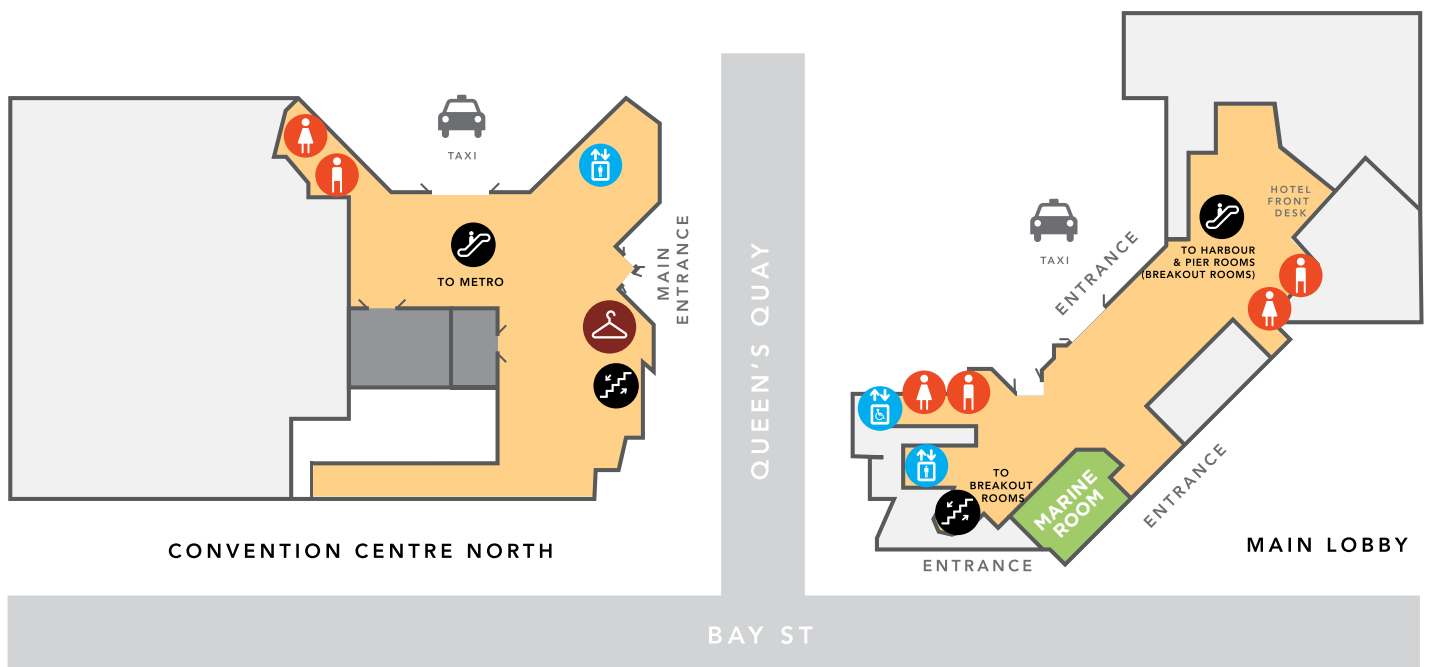 TAXI
TO METRO
MAIN
ENTRANCE
CONVENTION CENTRE NORTH
QUEEN'S QUAY
BAY ST
TAXI
ENTRANCE
HOTEL
FRONT
DESK
TO HARBOUR
& PIER ROOMS
(BREAKOUT ROOMS)
TO
BREAKOUT
ROOMS
MARINE
ROOM
ENTRANCE
ENTRANCE
MAIN LOBBY